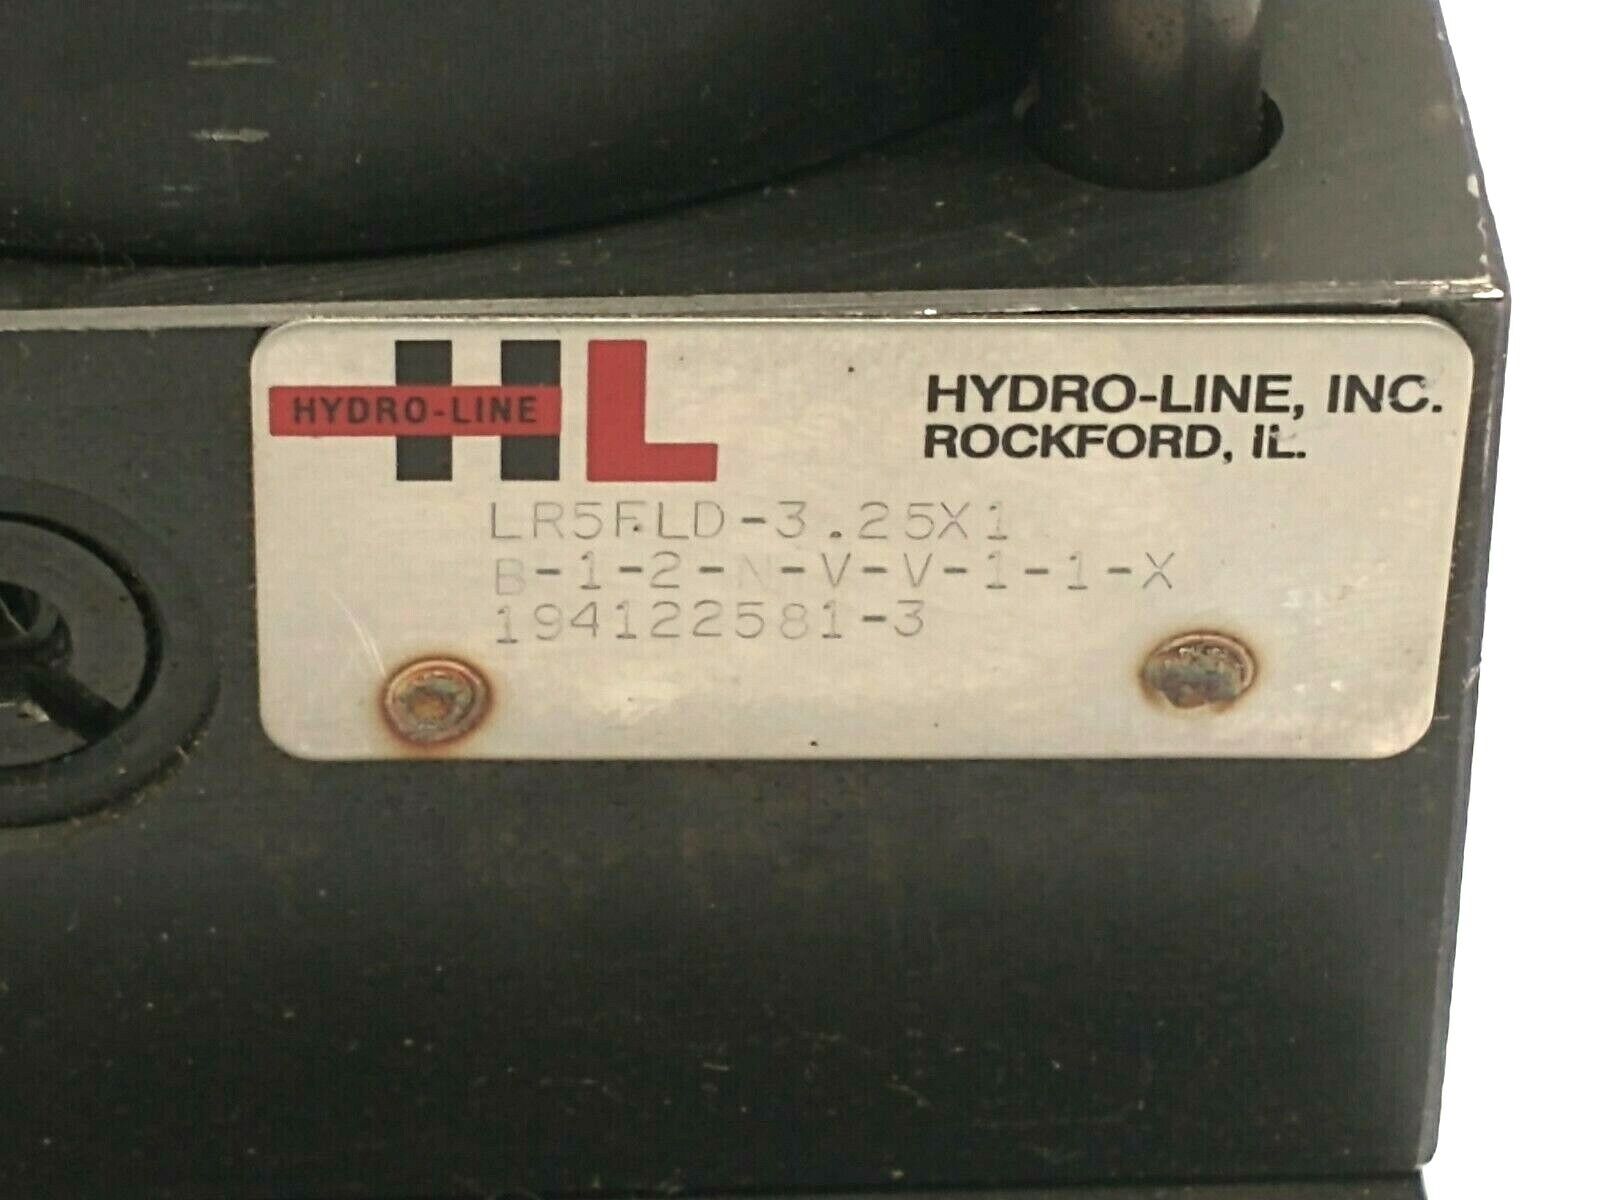 HYDRO-LINE
HL
HYDRO-LINE, INC.
ROCKFORD, IL.
LR5FLD-3.25X1
B-1-2-N-V-V-1-1-X
194122581-3